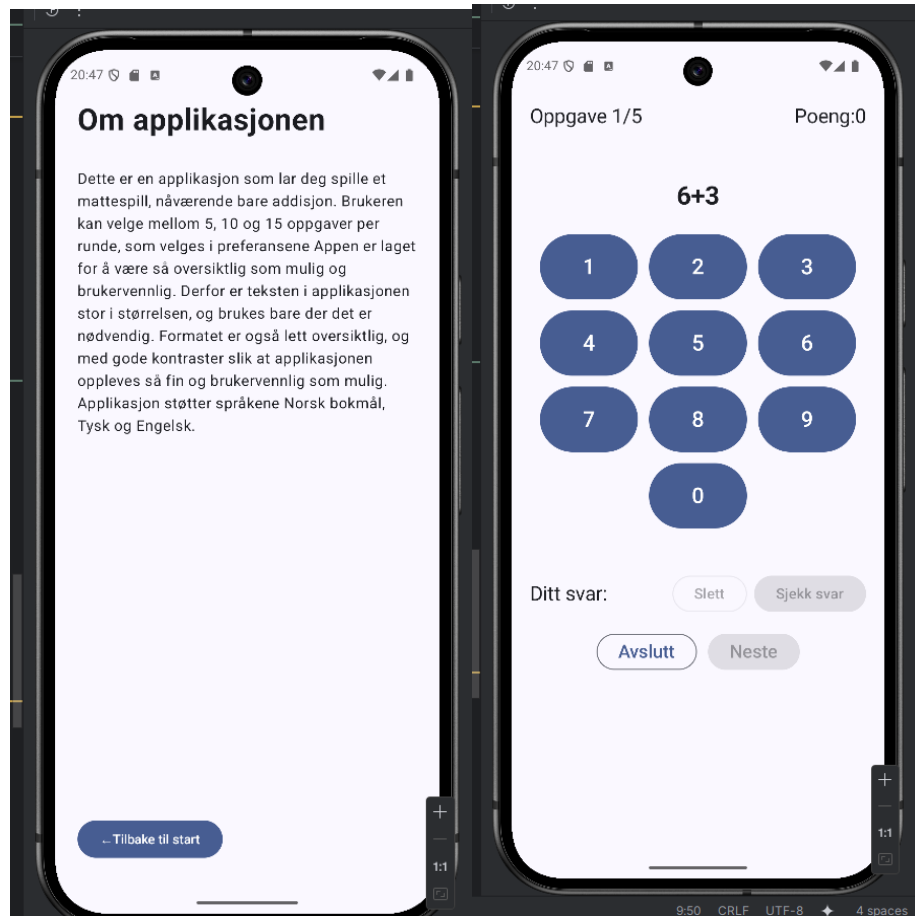 20:47
Om applikasjonen
Dette er en applikasjon som lar deg spille et
mattespill, nåværende bare addisjon. Brukeren
kan velge mellom 5, 10 og 15 oppgaver per
runde, som velges i preferansene Appen er laget
for å være så oversiktlig som mulig og
brukervennlig. Derfor er teksten i applikasjonen
stor i størrelsen, og brukes bare der det er
nødvendig. Formatet er også lett oversiktlig, og
med gode kontraster slik at applikasjonen
oppleves så fin og brukervennlig som mulig.
Applikasjon støtter språkene Norsk bokmål,
Tysk og Engelsk.
←Tilbake til start
1:1
20:47
Oppgave 1/5 Poeng:0
6+3
1 2 3
4 5 6
7 8 9
0
Ditt svar: Slett Sjekk svar
Avslutt Neste
1:1
9:50 CRLF UTF-8 4 spaces